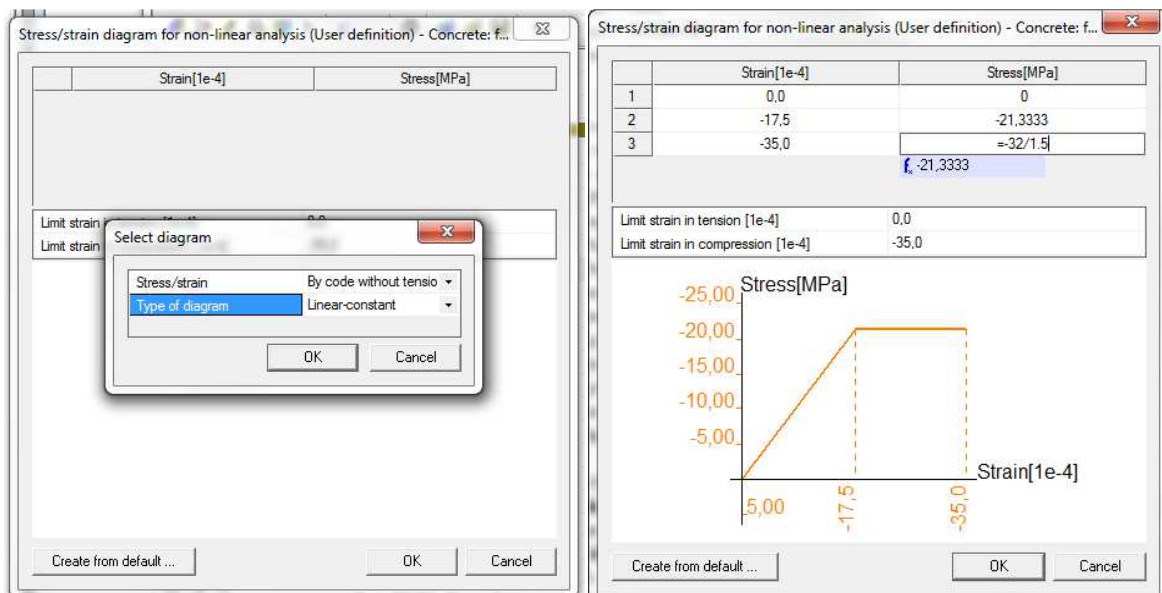 Stress/strain diagram for non-linear analysis (User definition) - Concrete: f...
Strain[1e-4] Stress[MPa]
Limit strain
Limit strain
Select diagram
Stress/strain By code without tensio
Type of diagram Linear-constant
OK Cancel
Create from default ... OK Cancel
Stress/strain diagram for non-linear analysis (User definition) - Concrete: f...
Strain[1e-4] Stress[MPa]
1 0,0 0
2 -17,5 -21,3333
3 -35,0 =-32/1.5
fx -21,3333
Limit strain in tension [1e-4] 0,0
Limit strain in compression [1e-4] -35,0
Stress[MPa]
-25,00
-20,00
-15,00
-10,00
-5,00
Strain[1e-4]
5,00
-17,5
-35,0
Create from default ... OK Cancel